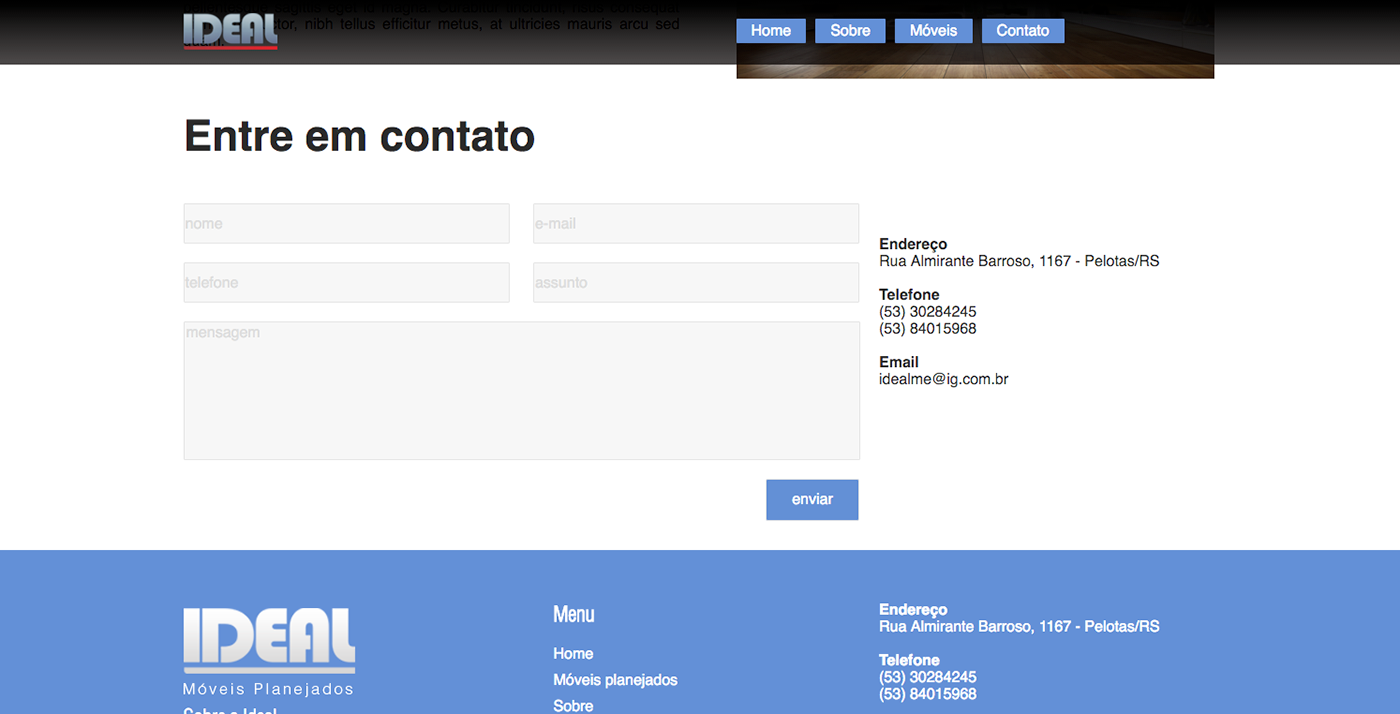 tor, nibh tellus efficitur metus, at ultricies mauris arcu sed
IDEAL
Home
Sobre
Móveis
Contato
Entre em contato
nome
e-mail
telefone
assunto
mensagem
enviar
Endereço
Rua Almirante Barroso, 1167 - Pelotas/RS
Telefone
(53) 30284245
(53) 84015968
Email
idealme@ig.com.br
IDEAL
Móveis Planejados
Sobre a Ideal
Menu
Home
Móveis planejados
Sobre
Endereço
Rua Almirante Barroso, 1167 - Pelotas/RS
Telefone
(53) 30284245
(53) 84015968